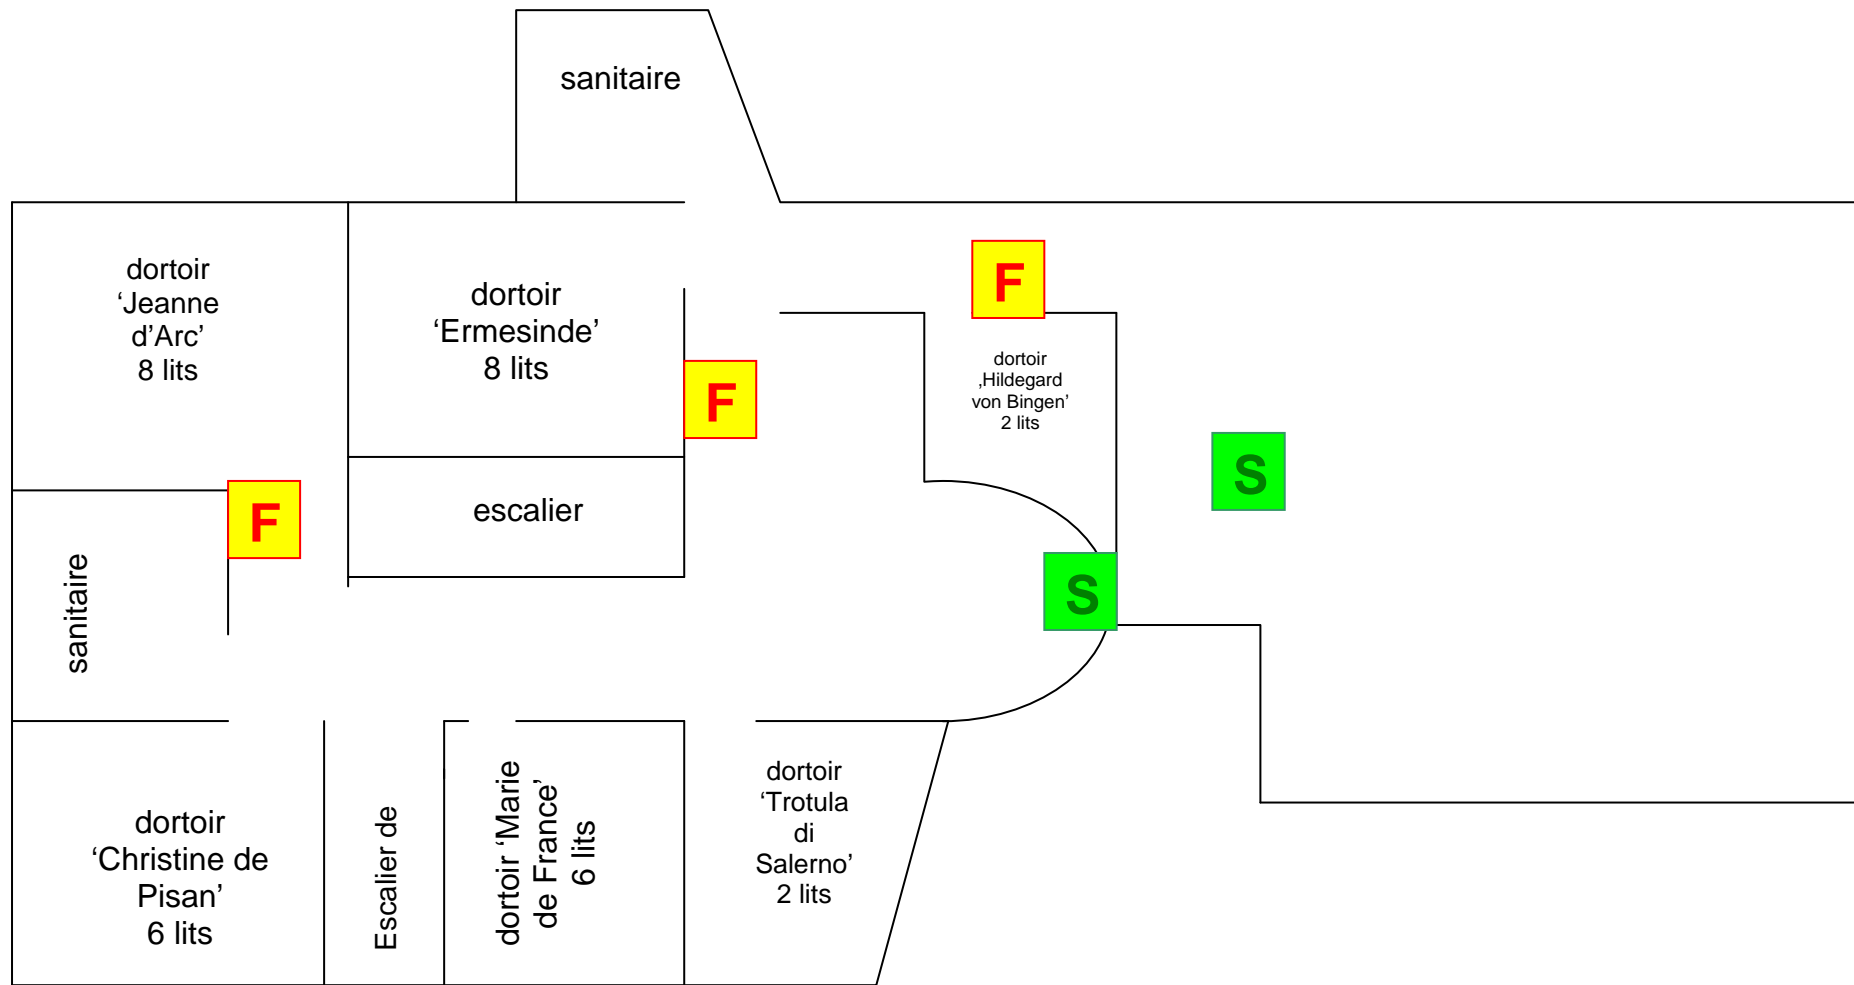 sanitaire
dortoir
‘Jeanne
d’Arc’
8 lits
dortoir
‘Ermesinde’
8 lits
F
F
dortoir
‚Hildegard
von Bingen’
2 lits
S
F
escalier
S
sanitaire
dortoir
‘Christine de
Pisan’
6 lits
Escalier de
dortoir ‘Marie
de France’
6 lits
dortoir
‘Trotula
di
Salerno’
2 lits